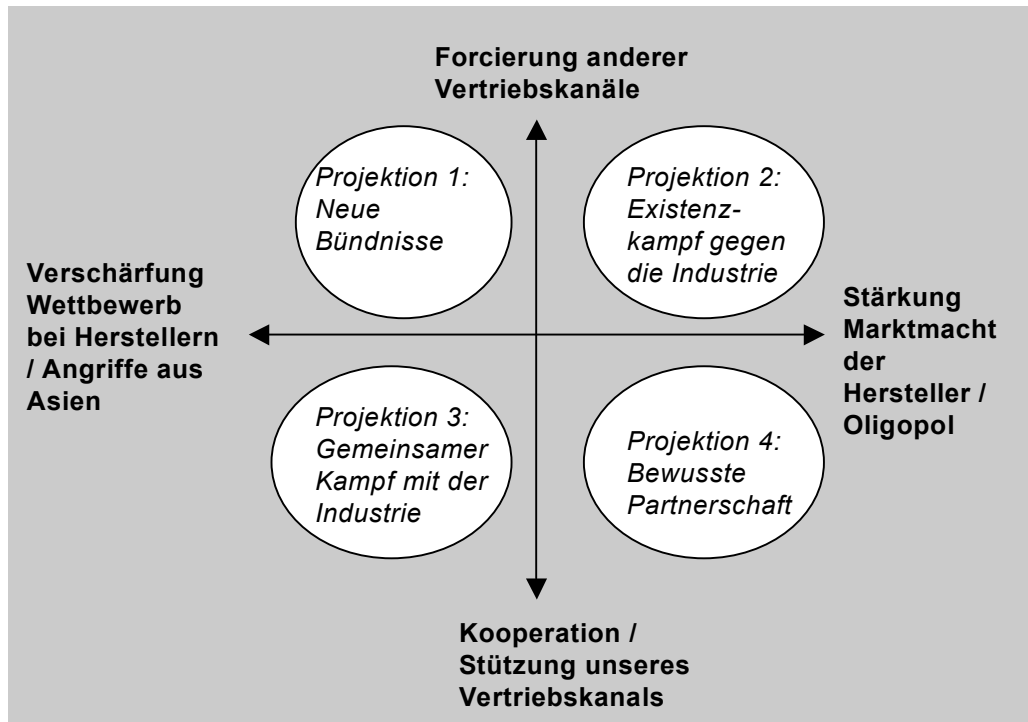 Forcierung anderer
Vertriebskanäle
Projektion 1:
Neue
Bündnisse
Projektion 2:
Existenz-
kampf gegen
die Industrie
Verschärfung
Wettbewerb
bei Herstellern
/ Angriffe aus
Asien
Stärkung
Marktmacht
der
Hersteller /
Oligopol
Projektion 3:
Gemeinsamer
Kampf mit der
Industrie
Projektion 4:
Bewusste
Partnerschaft
Kooperation /
Stützung unseres
Vertriebskanals